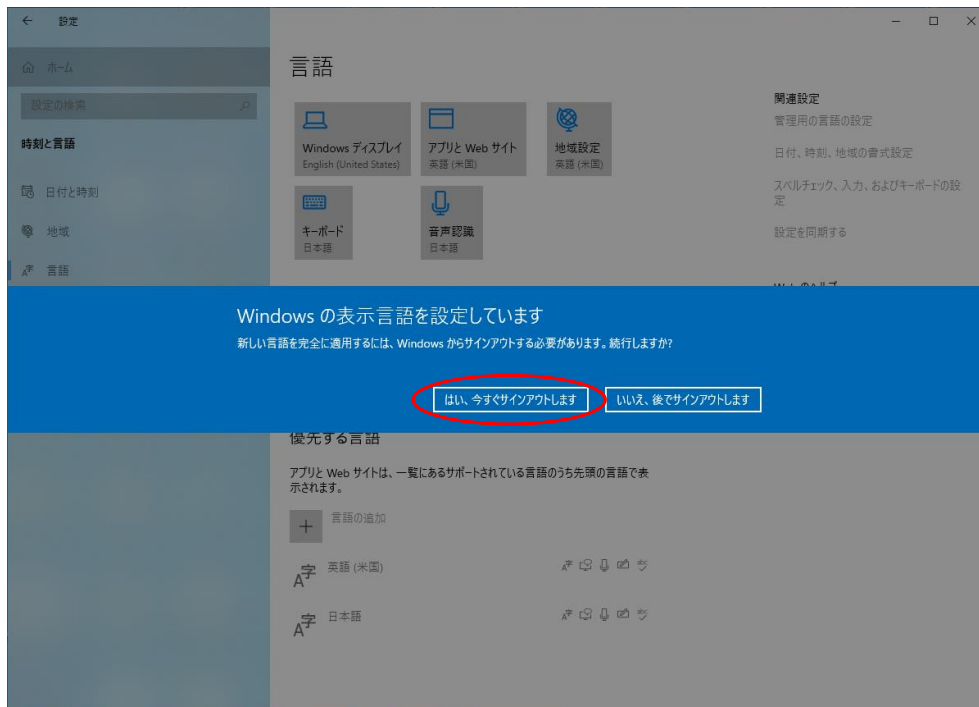 設定
ホーム
設定の検索
時刻と言語
日付と時刻
地域
言語
言語
Windows ディスプレイ
English (United States)
アプリと Web サイト
英語 (米国)
地域設定
英語 (米国)
キーボード
日本語
音声認識
日本語
関連設定
管理用の言語の設定
日付、時刻、地域の書式設定
スペルチェック、入力、およびキーボードの設
定
設定を同期する
Windows の表示言語を設定しています
新しい言語を完全に適用するには、Windows からサインアウトする必要があります。続行しますか?
はい、今すぐサインアウトします
いいえ、後でサインアウトします
優先する言語
アプリと Web サイトは、一覧にあるサポートされている言語のうち先頭の言語で表
示されます。
言語の追加
英語 (米国)
日本語